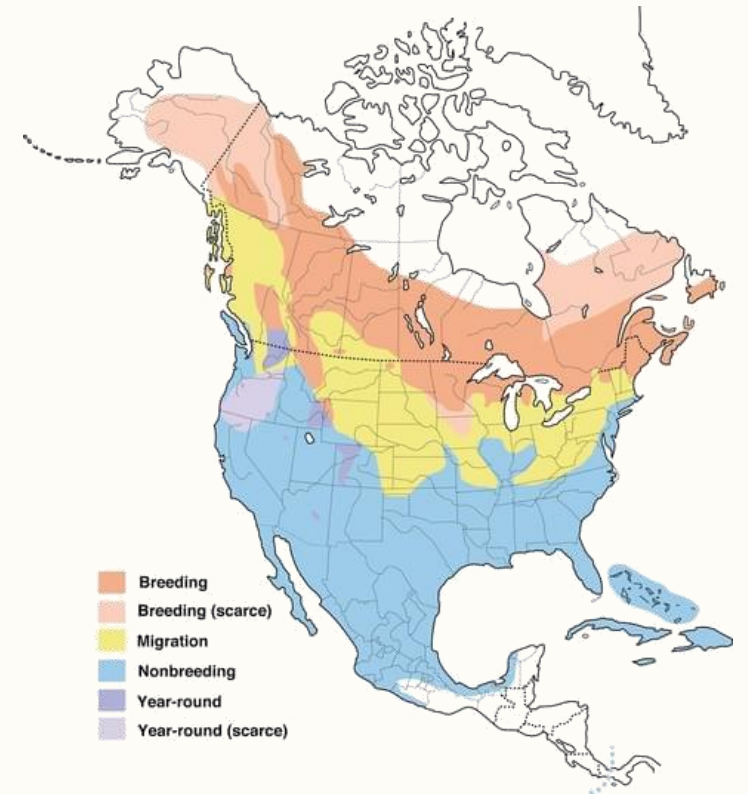 Breeding
Breeding (scarce)
Migration
Nonbreeding
Year-round
Year-round (scarce)